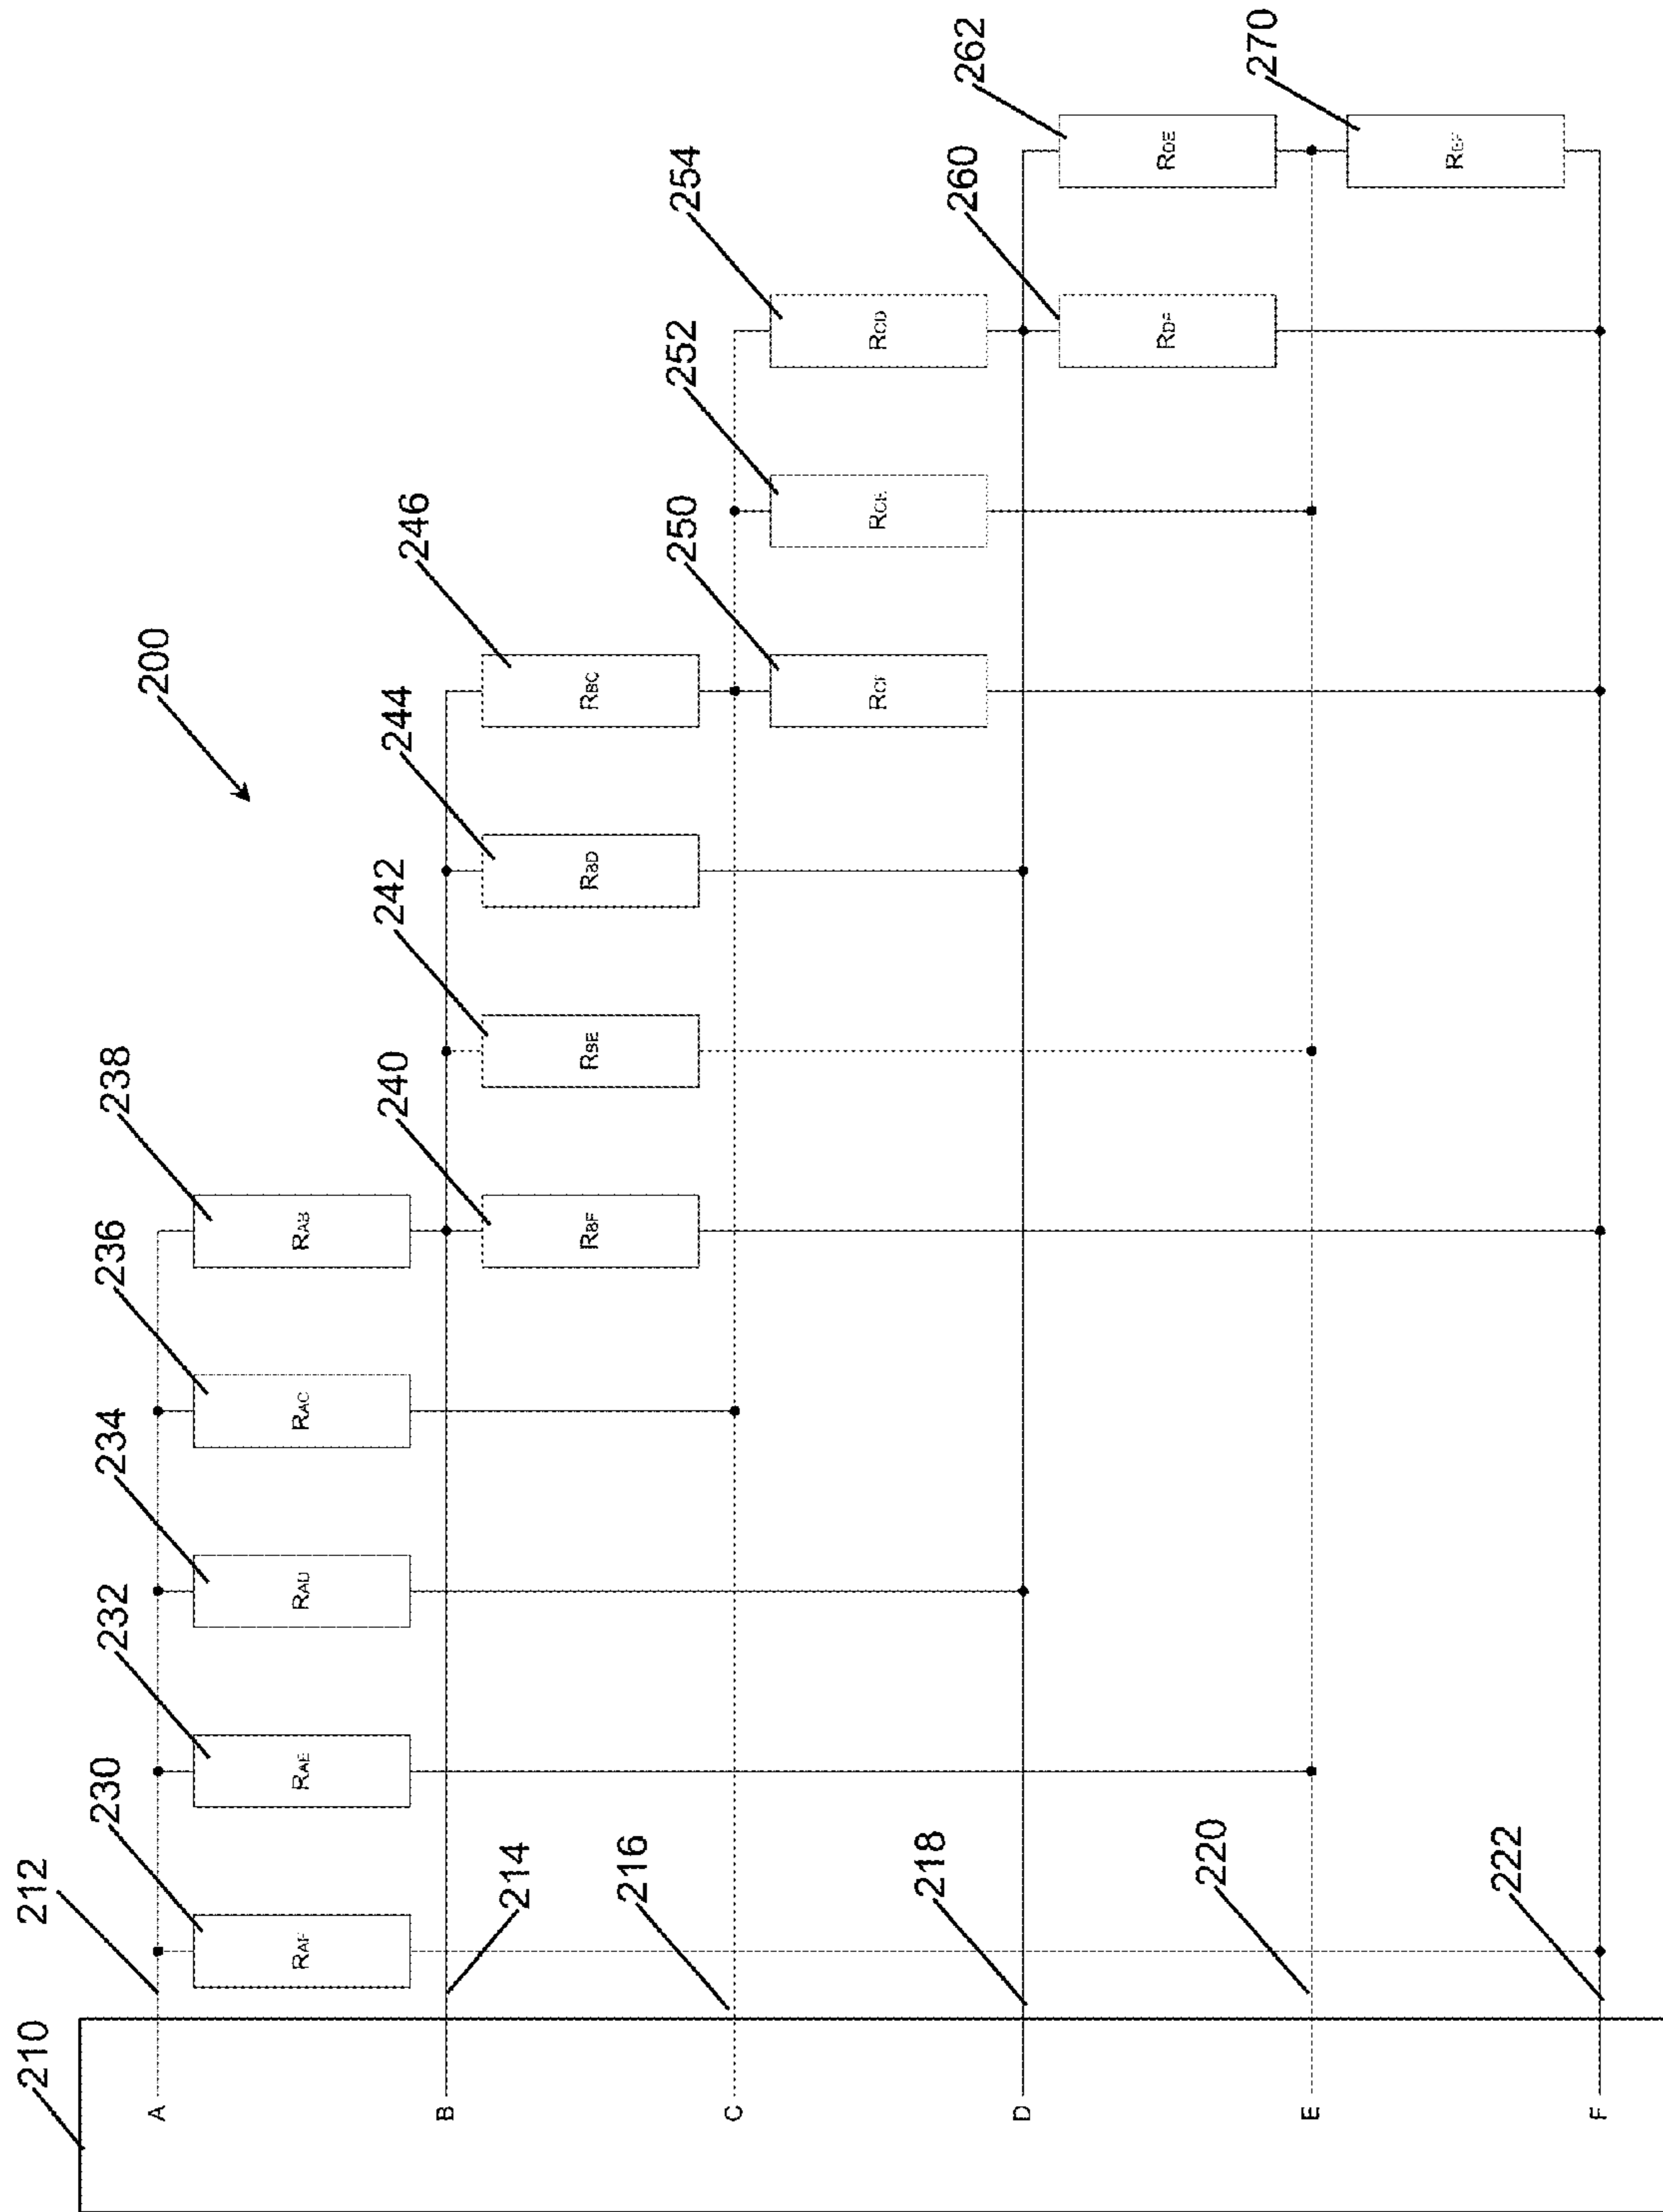 210
212
230
232
234
236
238
200
A
RAF
RAE
RAD
RAC
RAB
240
242
244
246
B
214
RBF
RBE
RBD
RBC
216
250
252
254
C
RCF
RCE
RCD
218
260
262
D
RDF
RDE
220
270
E
REF
222
F